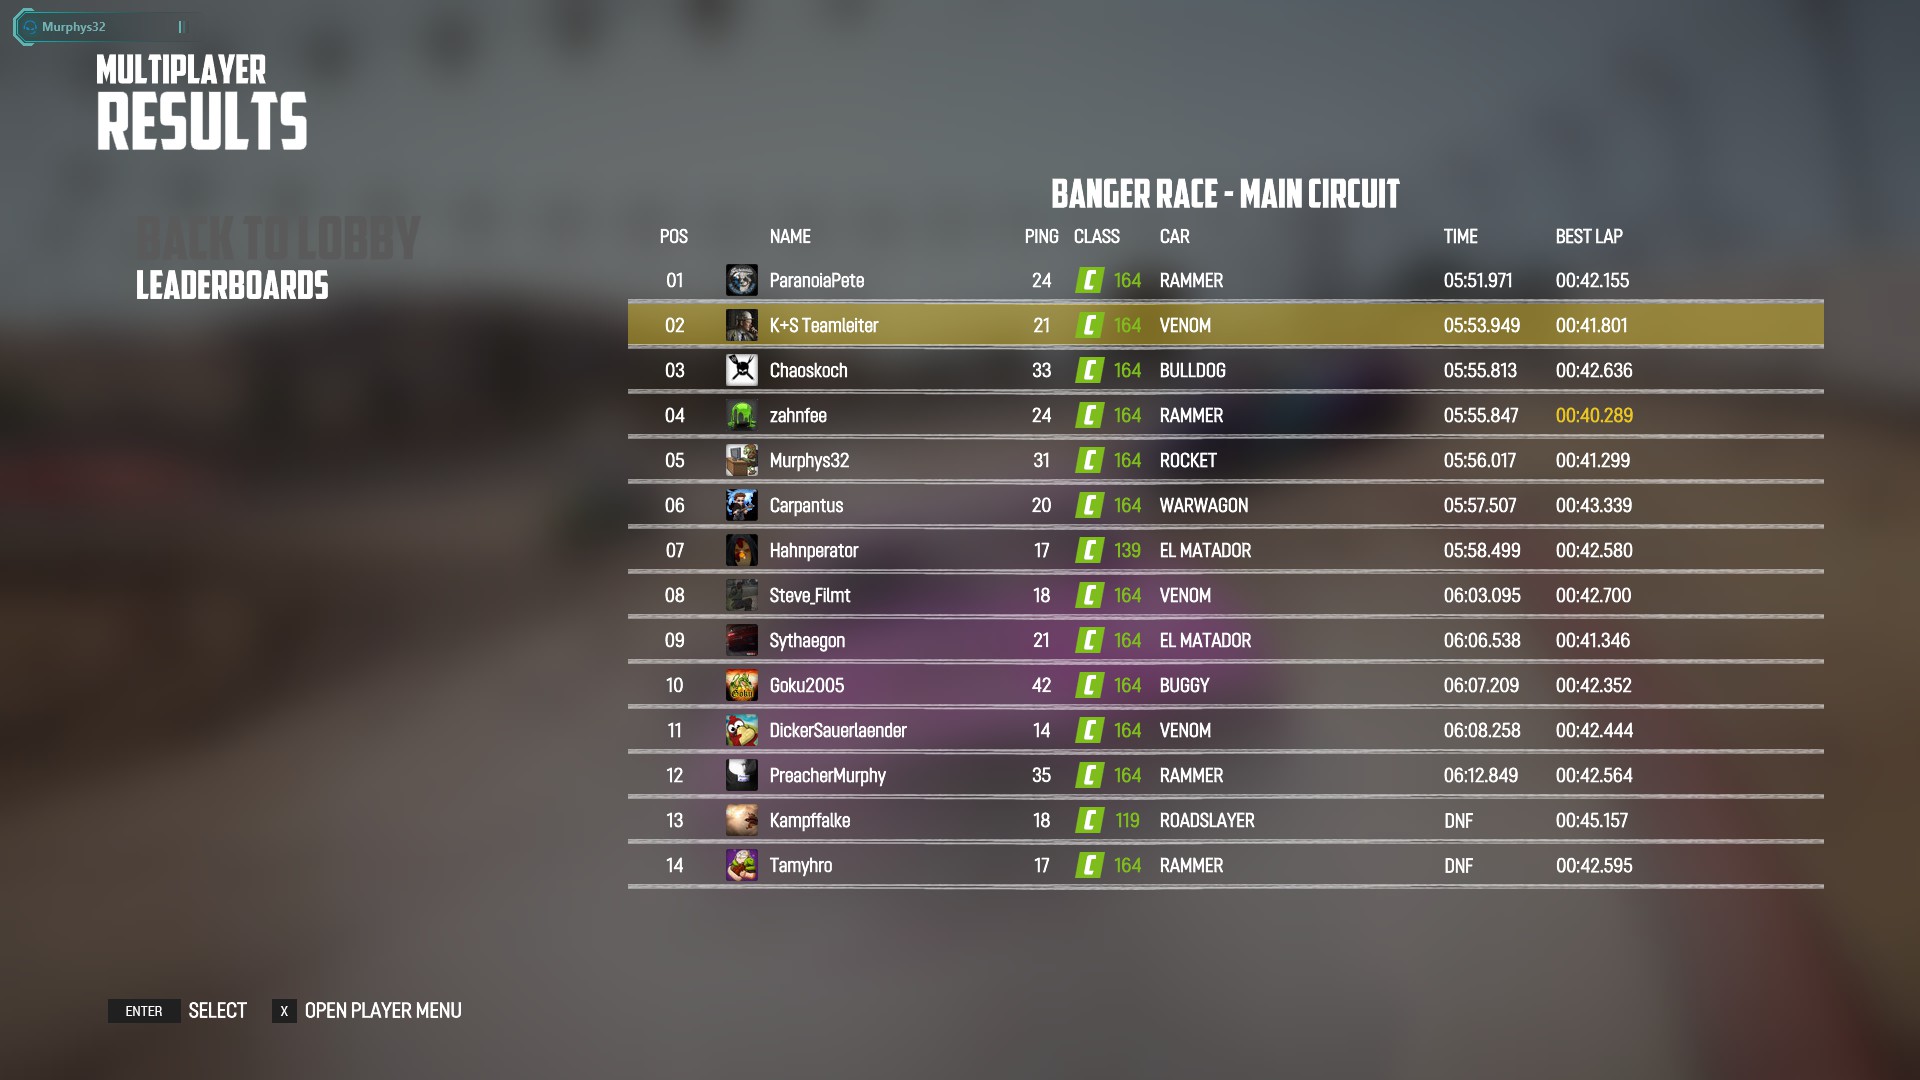 Murphys32
MULTIPLAYER
RESULTS
BACK TO LOBBY
LEADERBOARDS
BANGER RACE - MAIN CIRCUIT
POS NAME PING CLASS CAR TIME BEST LAP
01 ParanoiaPete 24 C 164 RAMMER 05:51.971 00:42.155
02 K+S Teamleiter 21 C 164 VENOM 05:53.949 00:41.801
03 Chaoskoch 33 C 164 BULLDOG 05:55.813 00:42.636
04 zahnfee 24 C 164 RAMMER 05:55.847 00:40.289
05 Murphys32 31 C 164 ROCKET 05:56.017 00:41.299
06 Carpantus 20 C 164 WARWAGON 05:57.507 00:43.339
07 Hahnperator 17 C 139 EL MATADOR 05:58.499 00:42.580
08 Steve_Filmt 18 C 164 VENOM 06:03.095 00:42.700
09 Sythaegon 21 C 164 EL MATADOR 06:06.538 00:41.346
10 Goku2005 42 C 164 BUGGY 06:07.209 00:42.352
11 DickerSauerlaender 14 C 164 VENOM 06:08.258 00:42.444
12 PreacherMurphy 35 C 164 RAMMER 06:12.849 00:42.564
13 Kampffalke 18 C 119 ROADSLAYER DNF 00:45.157
14 Tamyhro 17 C 164 RAMMER DNF 00:42.595
ENTER SELECT X OPEN PLAYER MENU